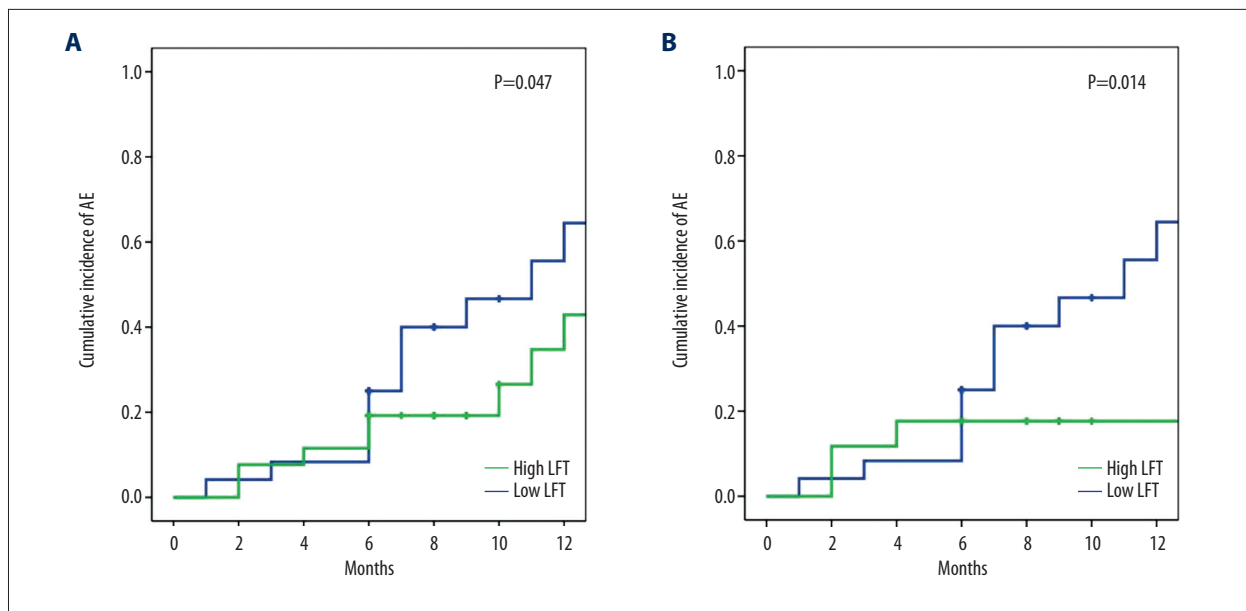 A
P=0.047
1.0
0.8
0.6
0.4
0.2
0.0
Cumulative incidence of AE
High LFT
Low LFT
0 2 4 6 8 10 12
Months
B
P=0.014
1.0
0.8
0.6
0.4
0.2
0.0
Cumulative incidence of AE
High LFT
Low LFT
0 2 4 6 8 10 12
Months